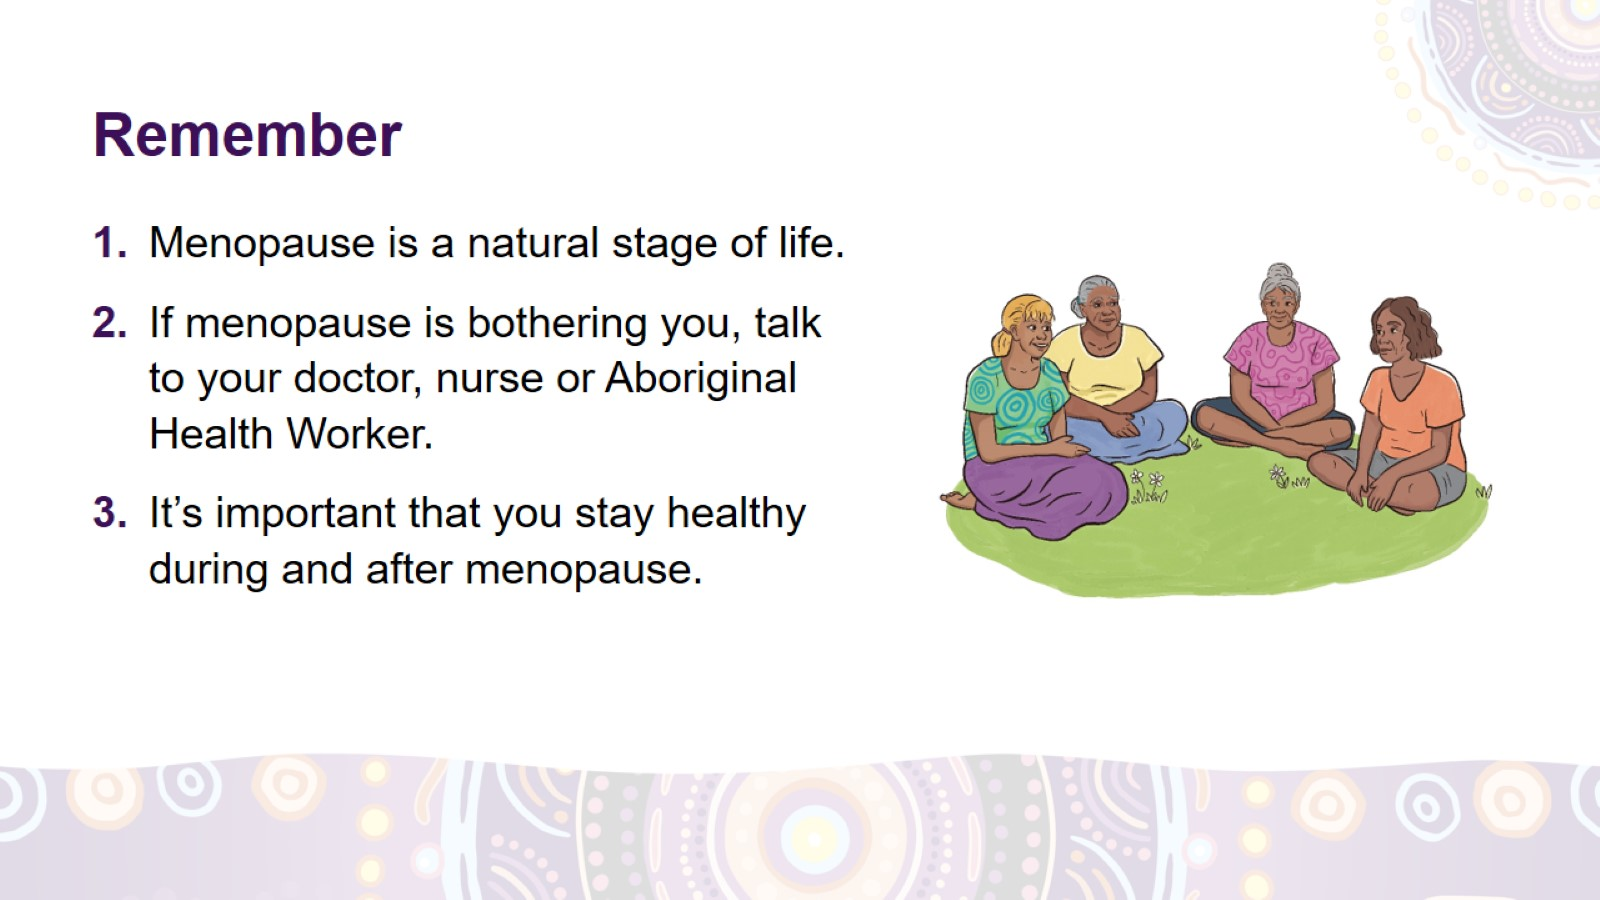 Remember
1. Menopause is a natural stage of life.
2. If menopause is bothering you, talk
to your doctor, nurse or Aboriginal
Health Worker.
3. It’s important that you stay healthy
during and after menopause.